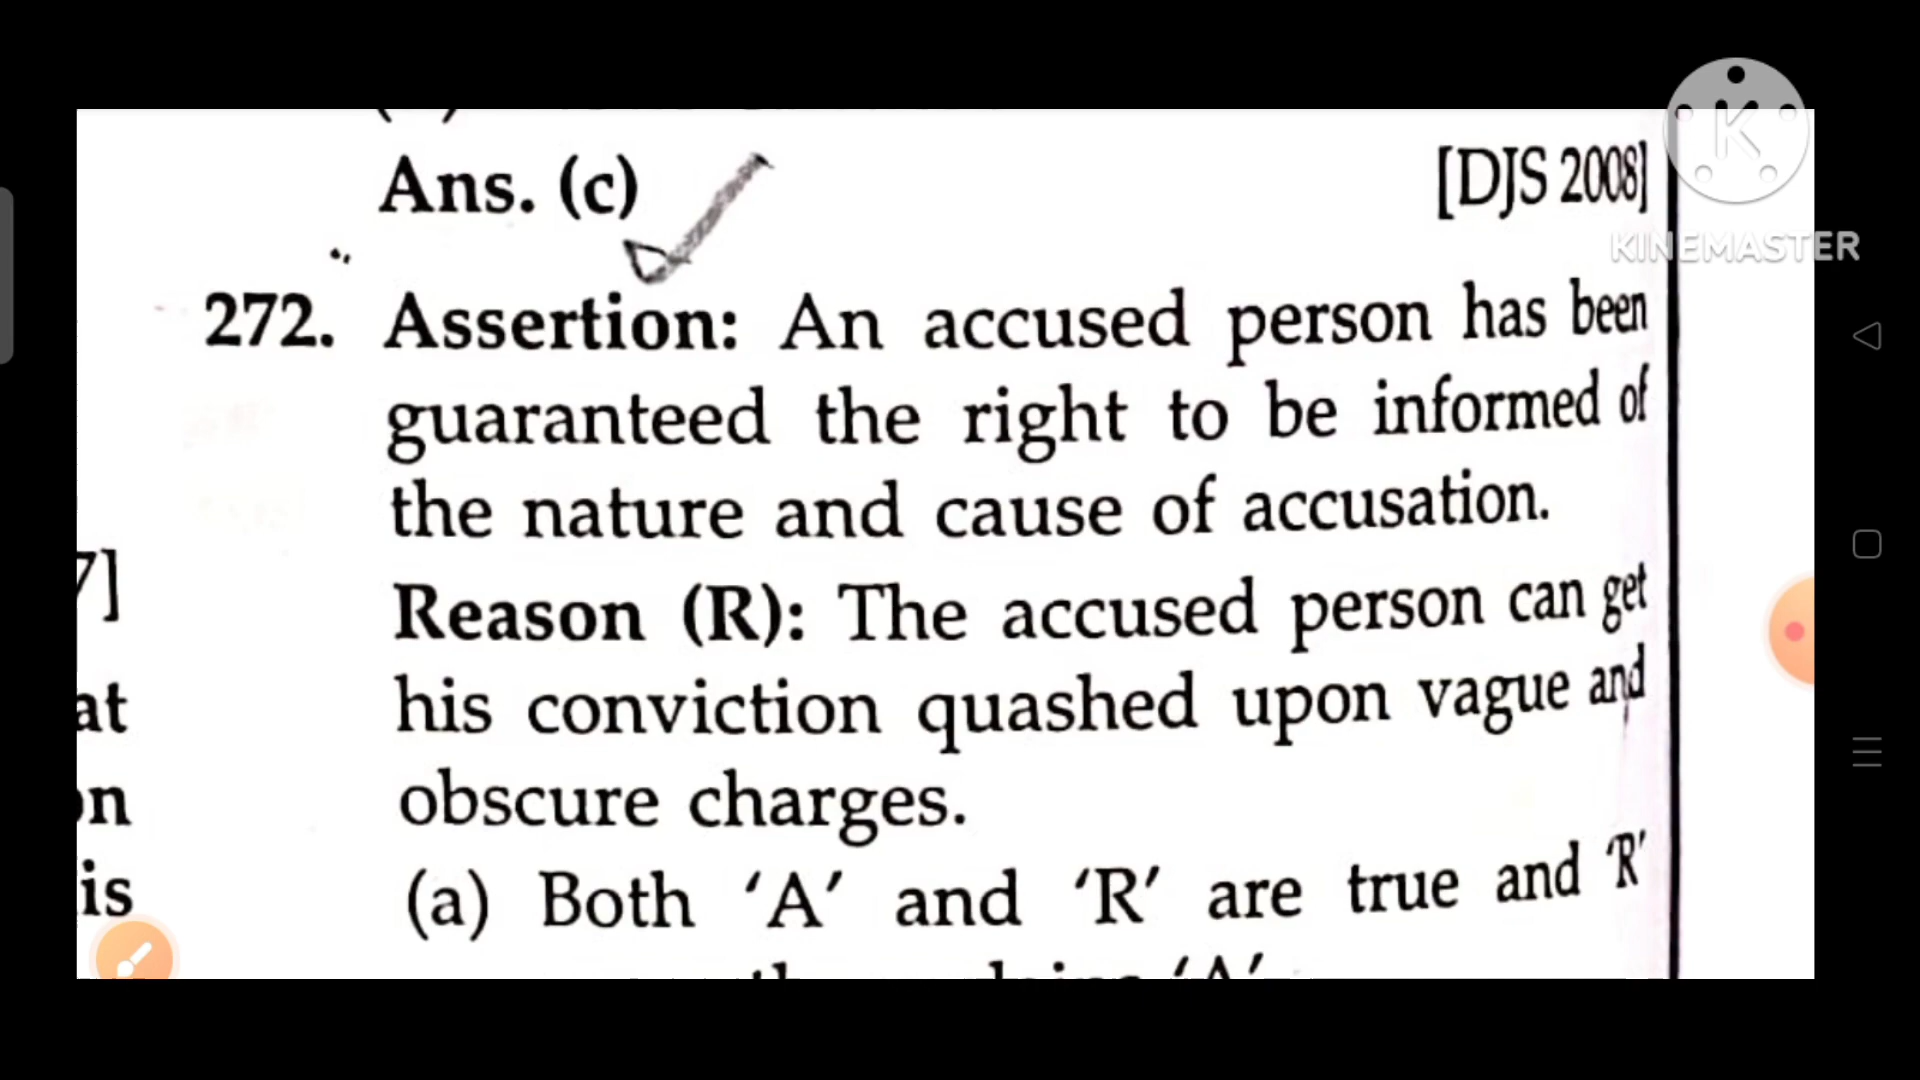 Ans. (c) [DJS 2008]
K
KINEMASTER
272. Assertion: An accused person has been
guaranteed the right to be informed of
the nature and cause of accusation.
7]
Reason (R): The accused person can get
at his conviction quashed upon vague and
on obscure charges.
is (a) Both ‘A’ and ‘R’ are true and ‘R’
‘A’